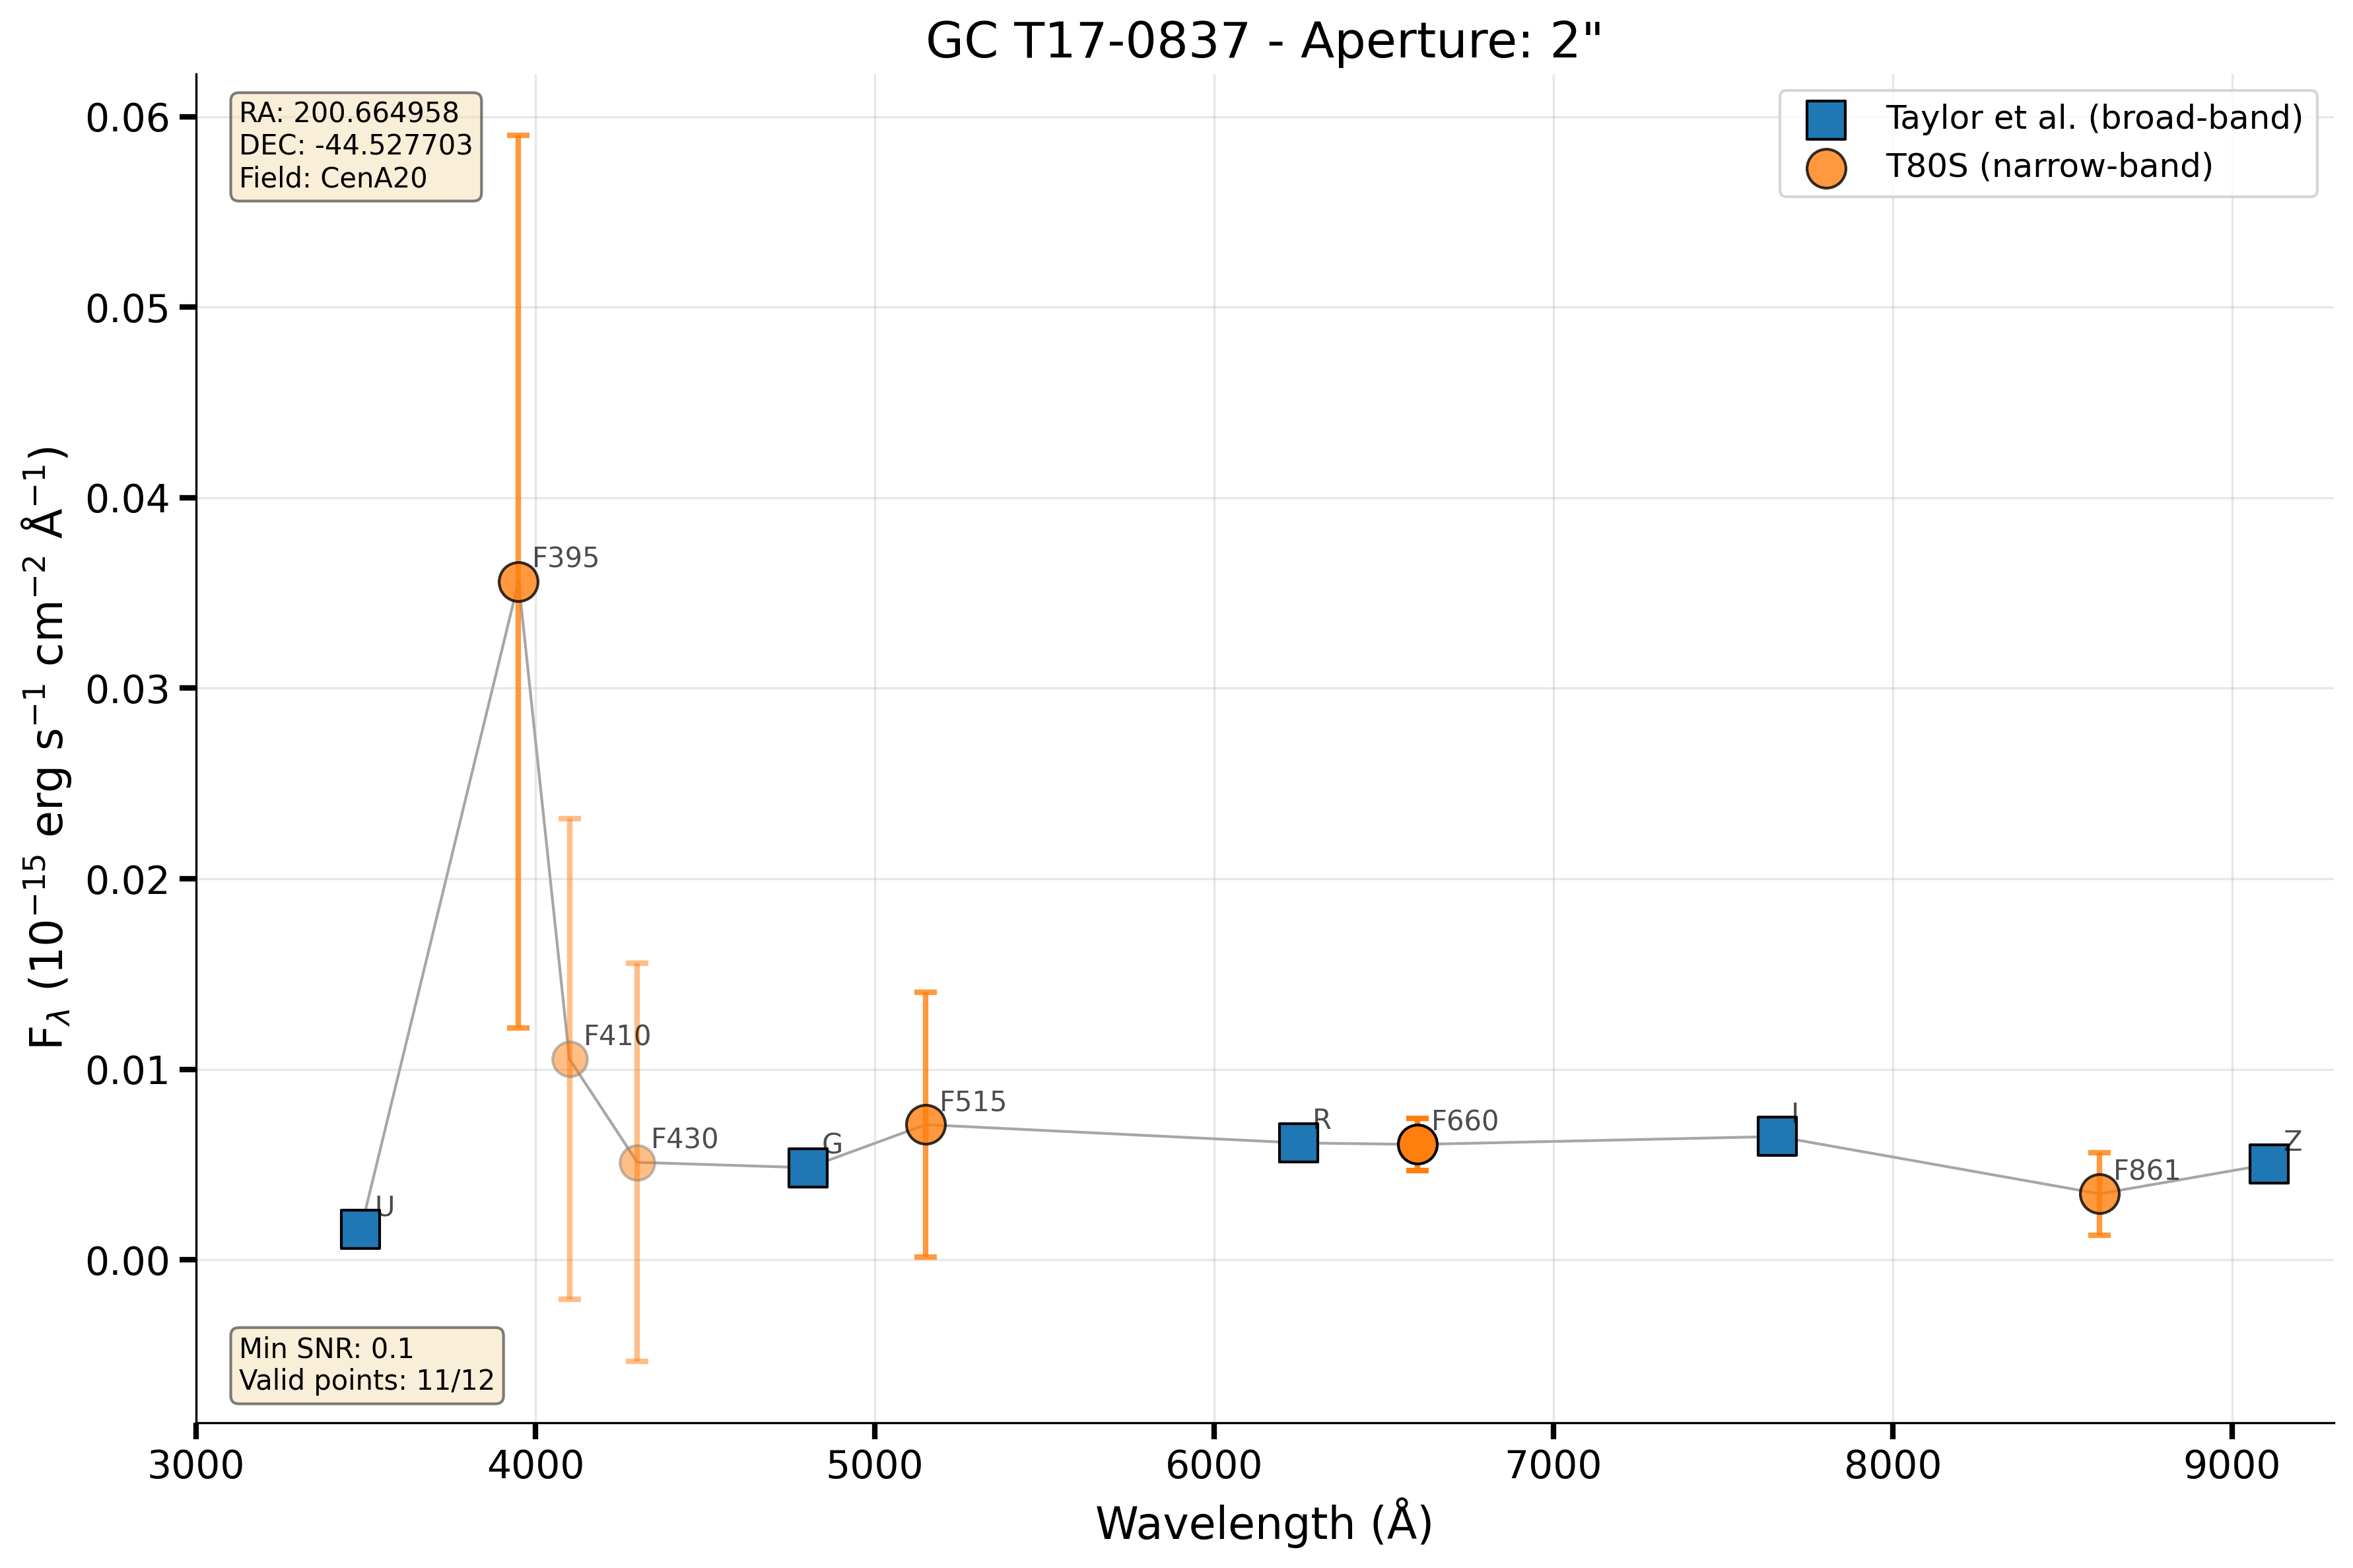 GC T17-0837 - Aperture: 2"
RA: 200.664958
DEC: -44.527703
Field: CenA20
Taylor et al. (broad-band)
T80S (narrow-band)
0.06
0.05
0.04
0.03
0.02
0.01
0.00
F$_λ$ (10$^{−15}$ erg s$^{−1}$ cm$^{−2}$ Å$^{−1}$)
F395
F410
F430
U
G
F515
R
F660
I
F861
Z
Min SNR: 0.1
Valid points: 11/12
3000
4000
5000
6000
7000
8000
9000
Wavelength (Å)